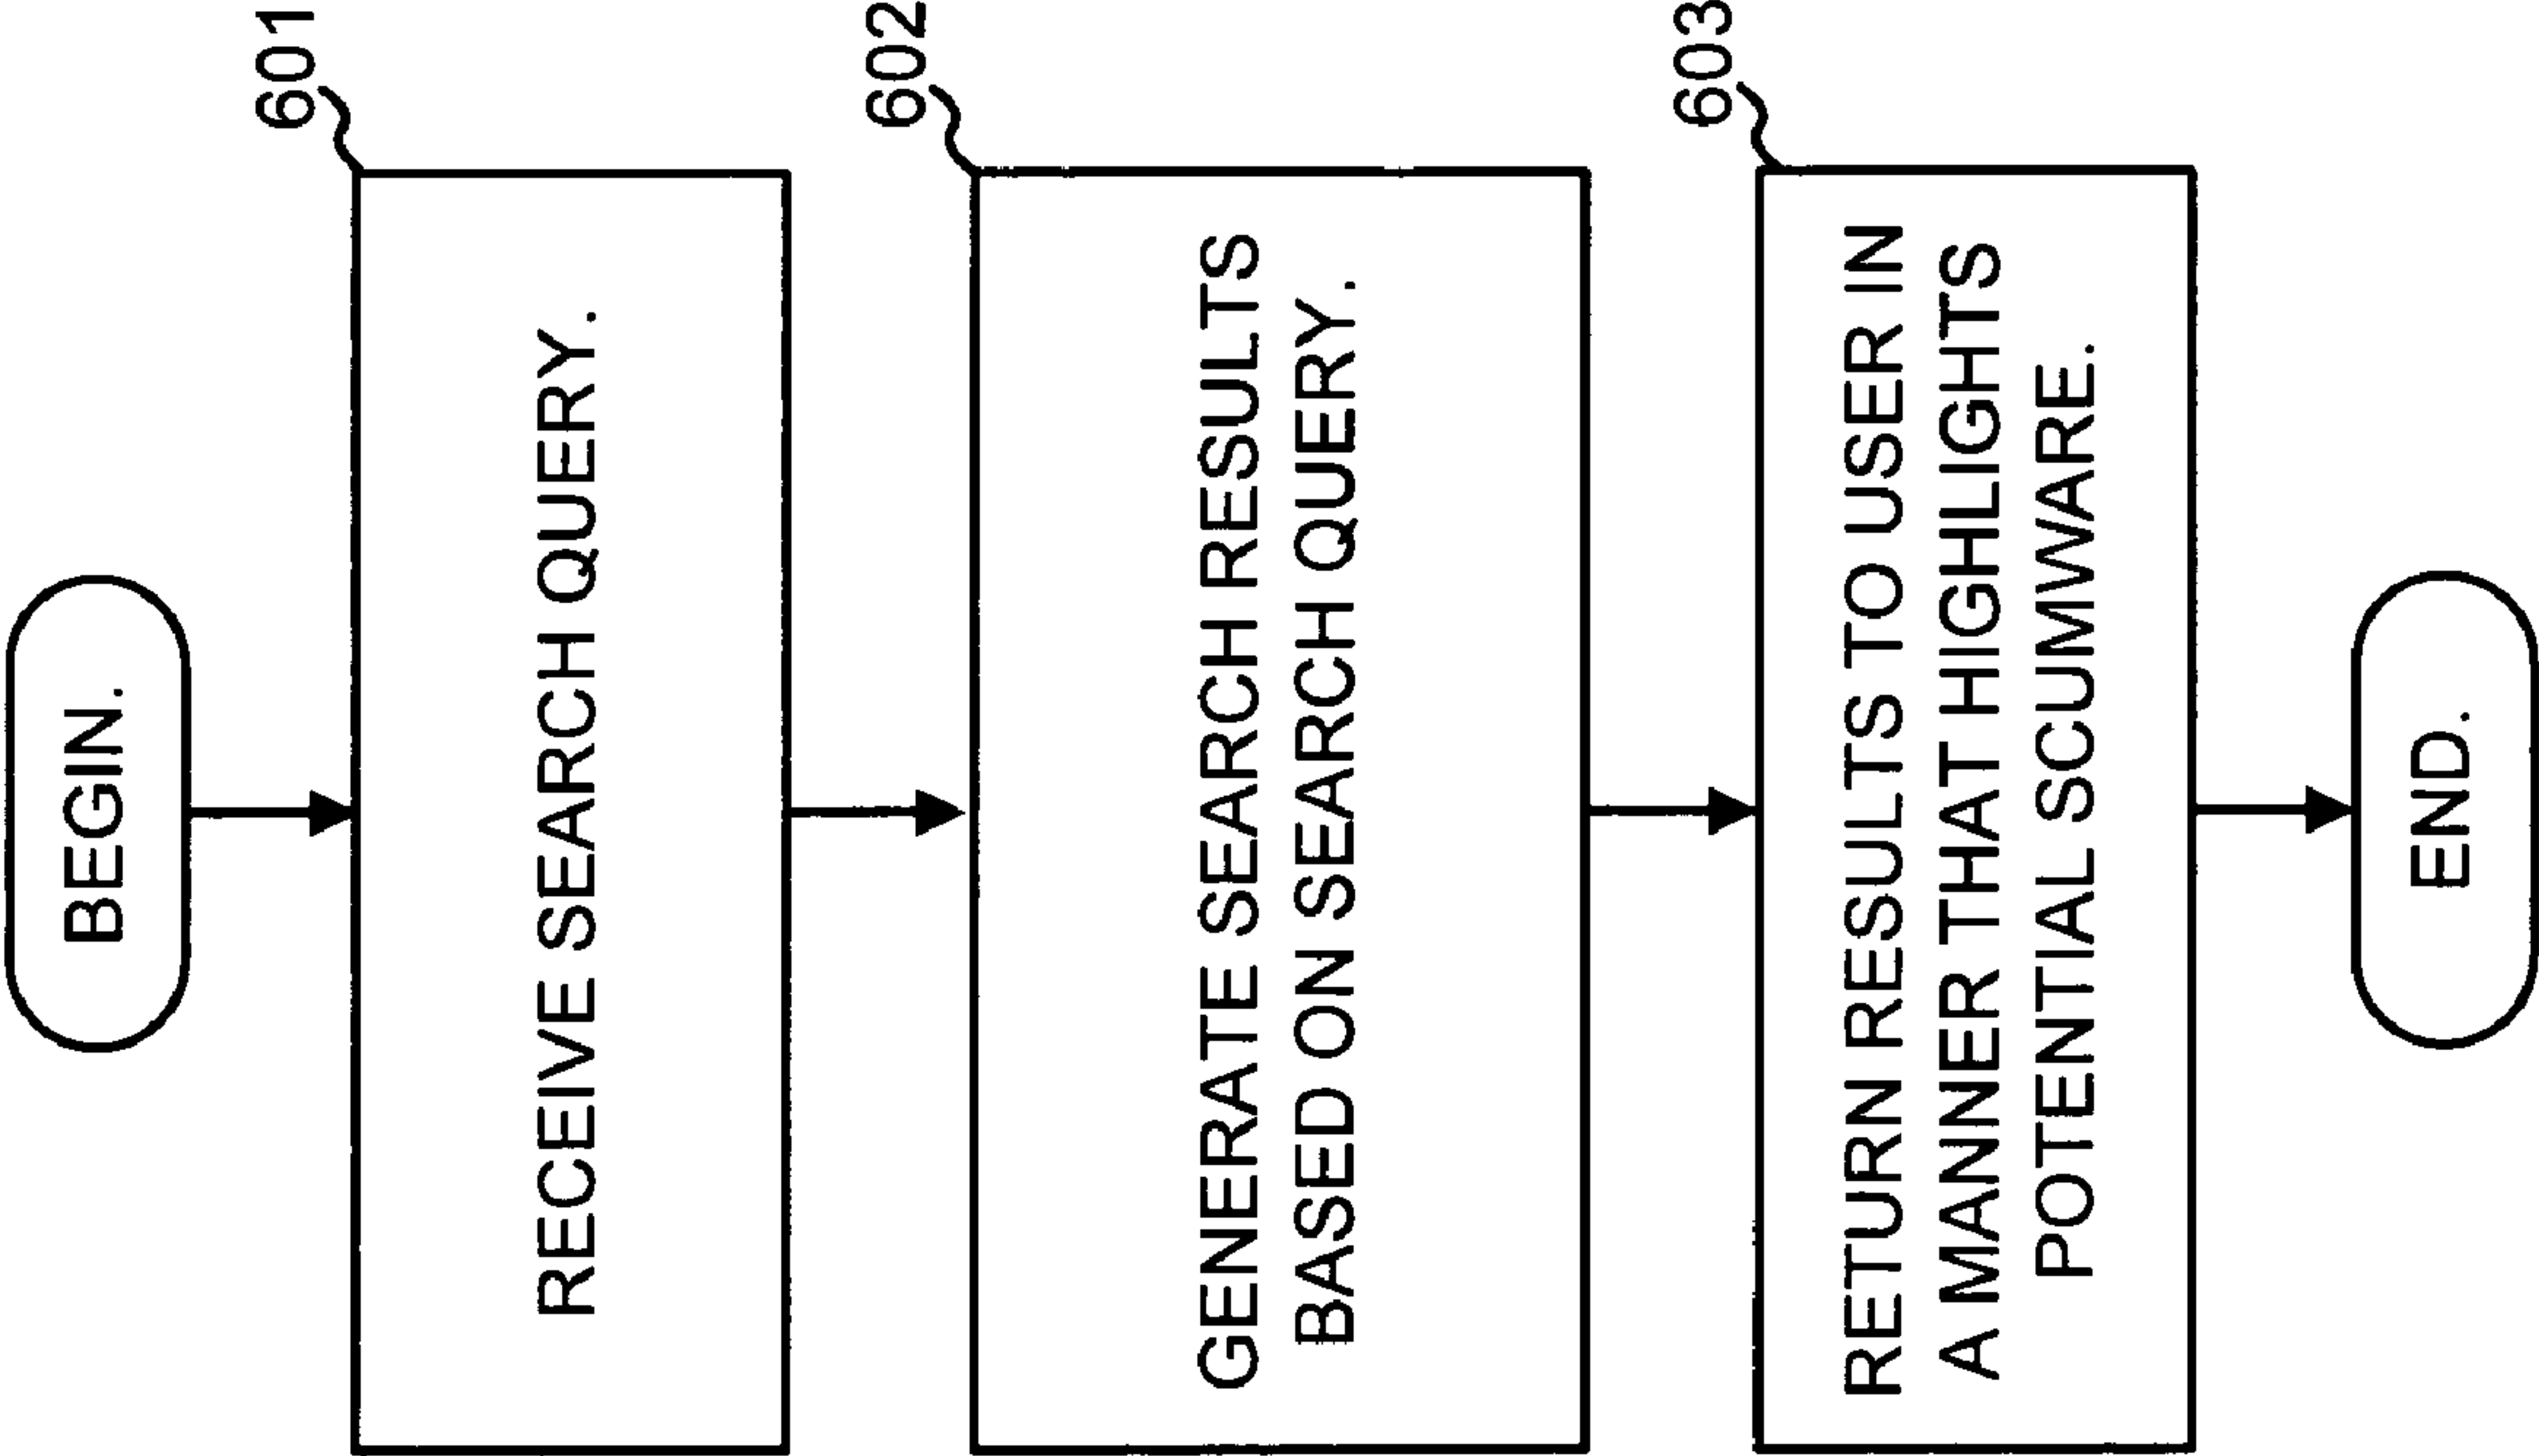 BEGIN.
601
RECEIVE SEARCH QUERY.
602
GENERATE SEARCH RESULTS
BASED ON SEARCH QUERY.
603
RETURN RESULTS TO USER IN
A MANNER THAT HIGHLIGHTS
POTENTIAL SCUMWARE.
END.